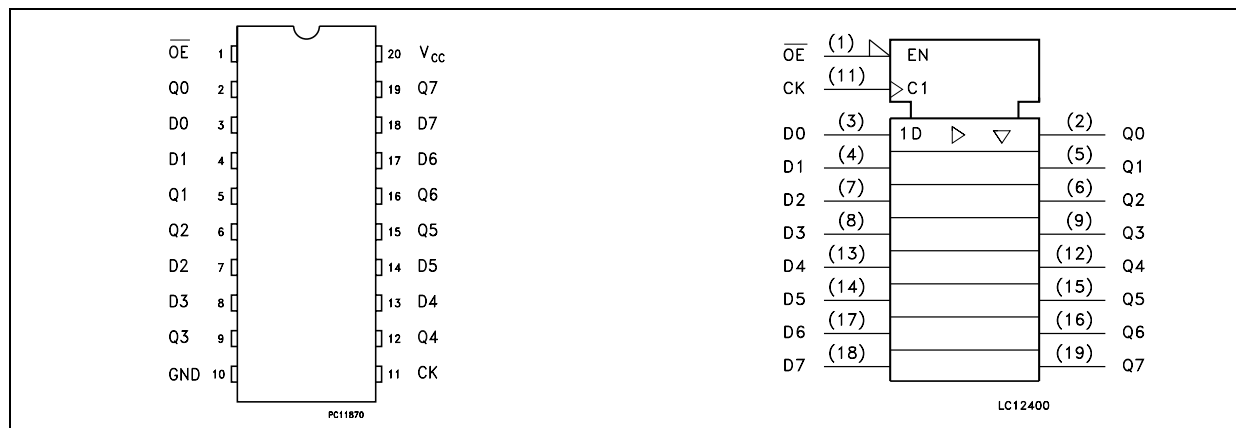 OE 1 20 VCC
Q0 2 19 Q7
D0 3 18 D7
D1 4 17 D6
Q1 5 16 Q6
Q2 6 15 Q5
D2 7 14 D5
D3 8 13 D4
Q3 9 12 Q4
GND 10 11 CK
PC11870
OE (1) EN
CK (11) C1
D0 (3) 1D (2) Q0
D1 (4) (5) Q1
D2 (7) (6) Q2
D3 (8) (9) Q3
D4 (13) (12) Q4
D5 (14) (15) Q5
D6 (17) (16) Q6
D7 (18) (19) Q7
LC12400